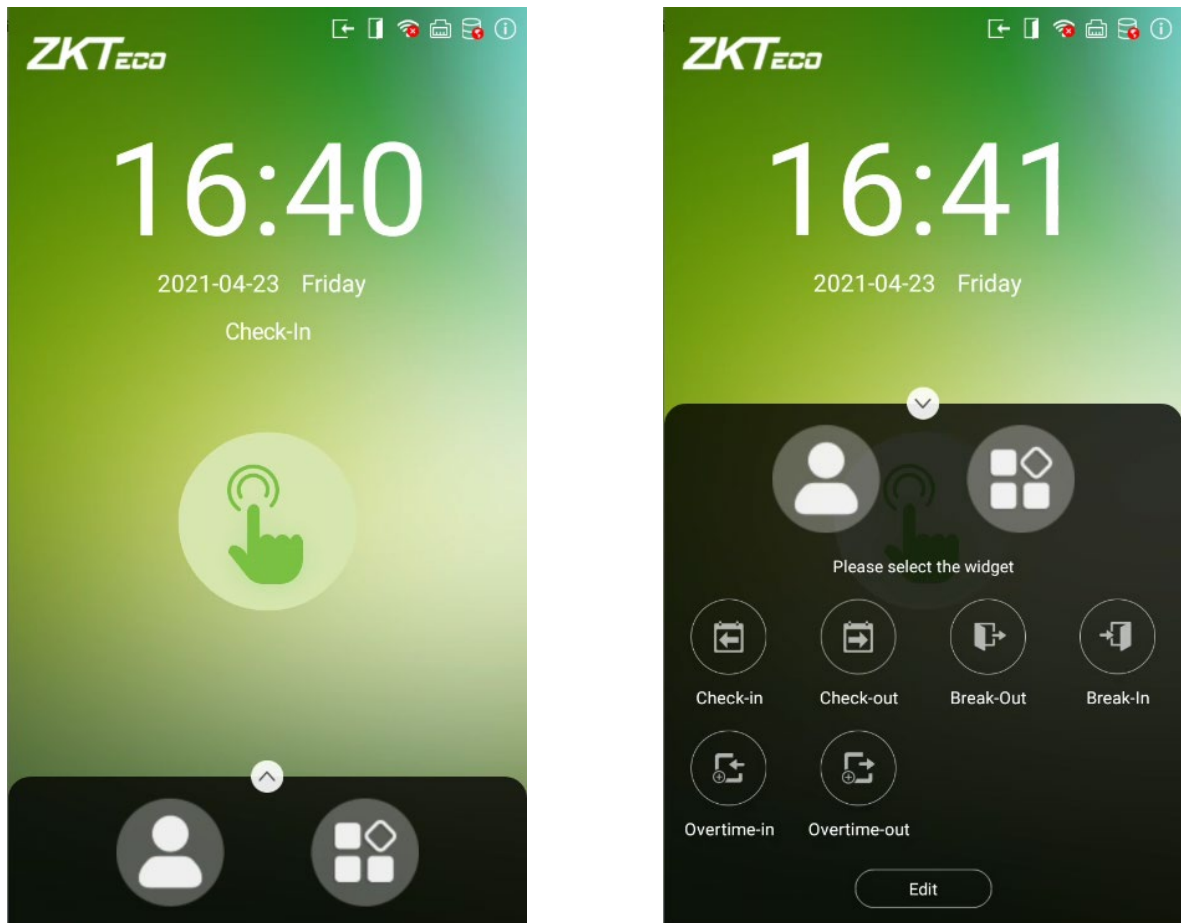 ZKTECO
16:40
2021-04-23 Friday
Check-In
ZKTECO
16:41
2021-04-23 Friday
Please select the widget
Check-in Check-out Break-Out Break-In
Overtime-in Overtime-out
Edit